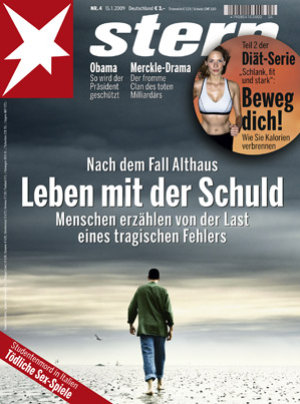 NR. 4 15.1.2009 Deutschland € 3,–
stern
Obama
So wird der
Präsident
geschützt
Merckle-Drama
Der fromme
Clan des toten
Milliardärs
Teil 2 der
Diät-Serie
„Schlank, fit
und stark“:
Beweg
dich!
Wie Sie Kalorien
verbrennen
Nach dem Fall Althaus
Leben mit der Schuld
Menschen erzählen von der Last
eines tragischen Fehlers
Studentenmord in Italien
Tödliche Sex-Spiele